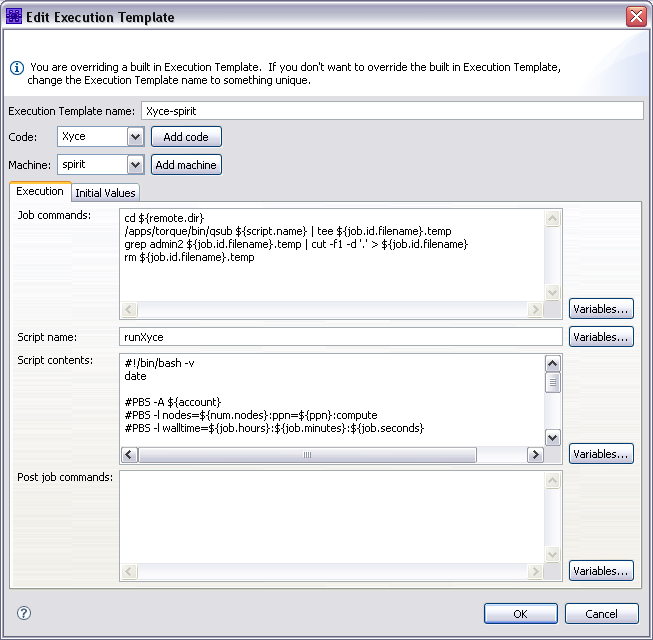 Edit Execution Template
You are overriding a built in Execution Template.  If you don't want to override the built in Execution Template,
change the Execution Template name to something unique.
Execution Template name: Xyce-spirit
Code: Xyce Add code
Machine: spirit Add machine
Execution Initial Values
Job commands:
cd ${remote.dir}
/apps/torque/bin/qsub ${script.name} | tee ${job.id.filename}.temp
grep admin2 ${job.id.filename}.temp | cut -f1 -d '.' > ${job.id.filename}
rm ${job.id.filename}.temp
Variables...
Script name: runXyce Variables...
Script contents:
#!/bin/bash -v
date
#PBS -A ${account}
#PBS -l nodes=${num.nodes}:ppn=${ppn}:compute
#PBS -l walltime=${job.hours}:${job.minutes}:${job.seconds}
Variables...
Post job commands:
Variables...
OK Cancel